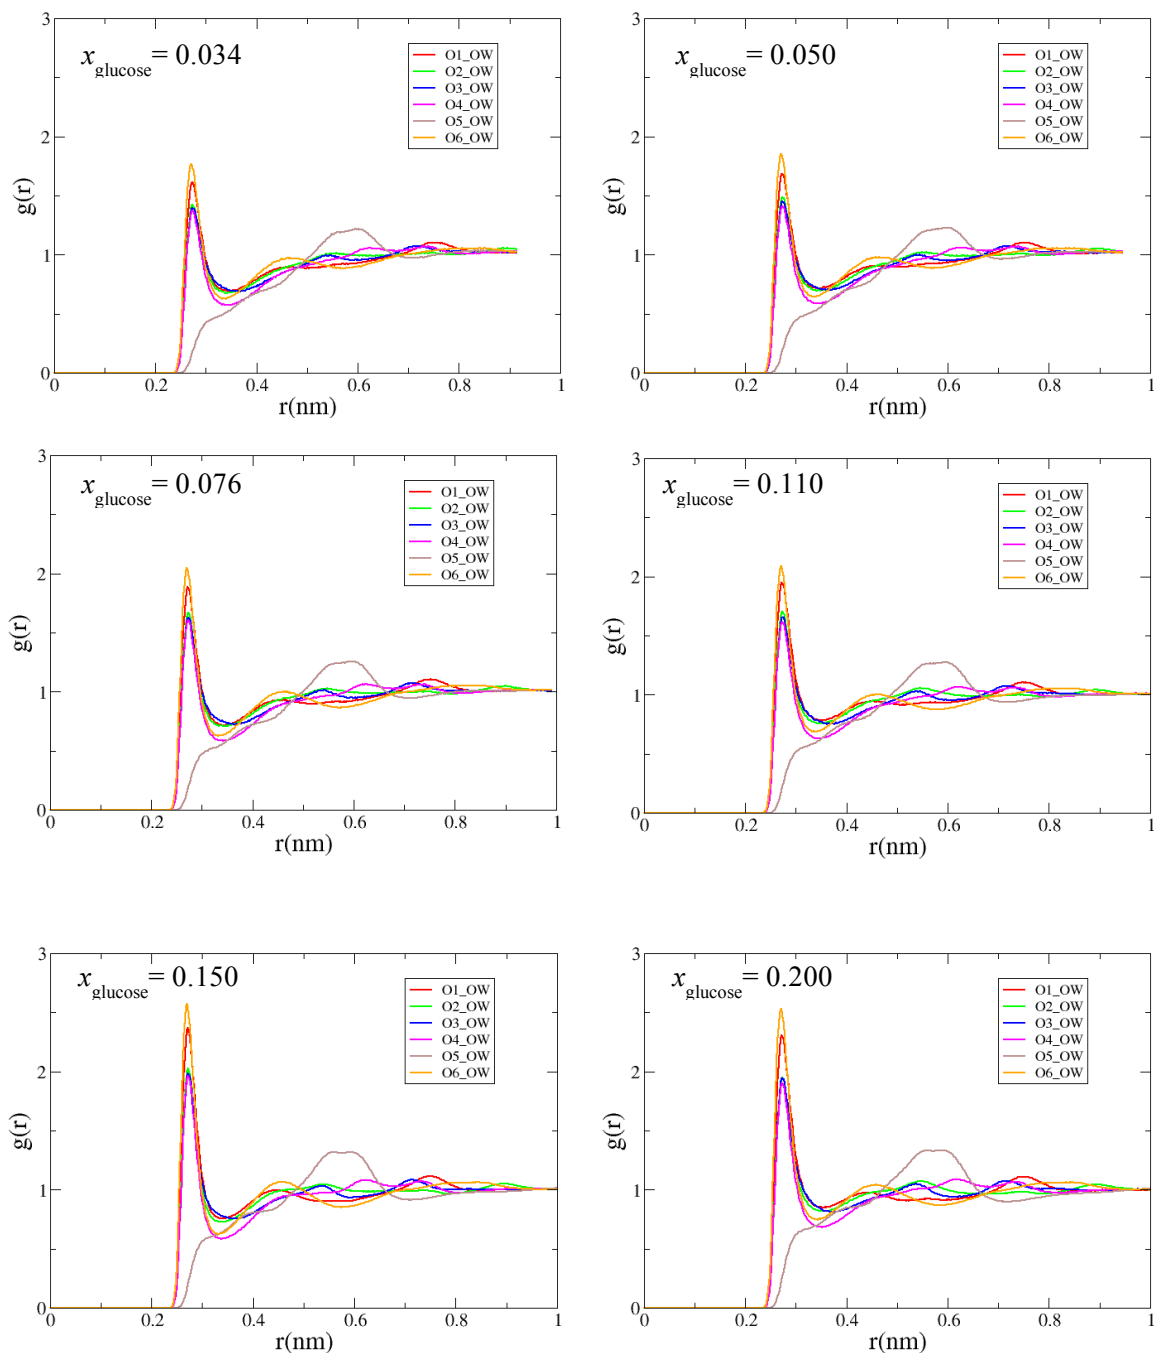 x_glucose = 0.034
O1_OW
O2_OW
O3_OW
O4_OW
O5_OW
O6_OW
g(r)
3
2
1
0
0 0.2 0.4 0.6 0.8 1
r(nm)
x_glucose = 0.050
O1_OW
O2_OW
O3_OW
O4_OW
O5_OW
O6_OW
g(r)
3
2
1
0
0 0.2 0.4 0.6 0.8 1
r(nm)
x_glucose = 0.076
O1_OW
O2_OW
O3_OW
O4_OW
O5_OW
O6_OW
g(r)
3
2
1
0
0 0.2 0.4 0.6 0.8 1
r(nm)
x_glucose = 0.110
O1_OW
O2_OW
O3_OW
O4_OW
O5_OW
O6_OW
g(r)
3
2
1
0
0 0.2 0.4 0.6 0.8 1
r(nm)
x_glucose = 0.150
O1_OW
O2_OW
O3_OW
O4_OW
O5_OW
O6_OW
g(r)
3
2
1
0
0 0.2 0.4 0.6 0.8 1
r(nm)
x_glucose = 0.200
O1_OW
O2_OW
O3_OW
O4_OW
O5_OW
O6_OW
g(r)
3
2
1
0
0 0.2 0.4 0.6 0.8 1
r(nm)